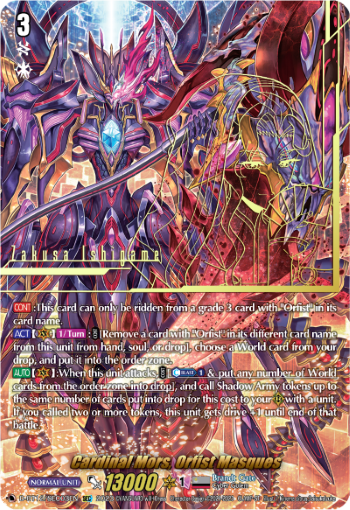 3
Zakusa Ishigame
CONT:This card can only be ridden from a grade 3 card with "Orfist" in its
card name.
ACT 1/Turn : [Remove a card with "Orfist" in its different card name
from this unit from hand, soul, or drop], choose a World card from your
drop, and put it into the order zone.
AUTO :When this unit attacks, 1 & put any number of World
cards from the order zone into drop], and call Shadow Army tokens up to
the same number of cards put into drop for this cost to your with a unit.
If you called two or more tokens, this unit gets drive +1 until end of that
battle.
Cardinal Mors, Orfist Masques
NORMAL UNIT
13000
1
Brandt Gate